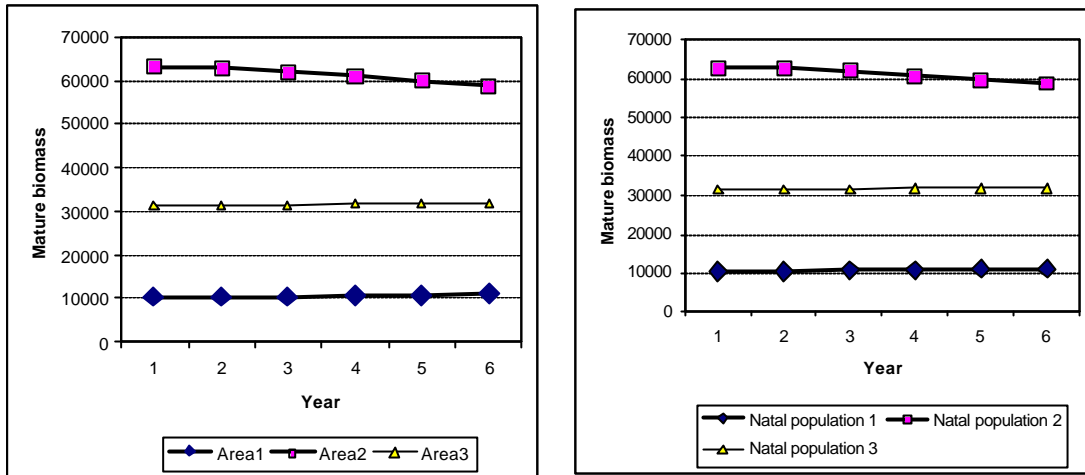 70000
60000
50000
40000
30000
20000
10000
0
Mature biomass
1 2 3 4 5 6
Year
Area1 Area2 Area3
70000
60000
50000
40000
30000
20000
10000
0
Mature biomass
1 2 3 4 5 6
Year
Natal population 1 Natal population 2
Natal population 3